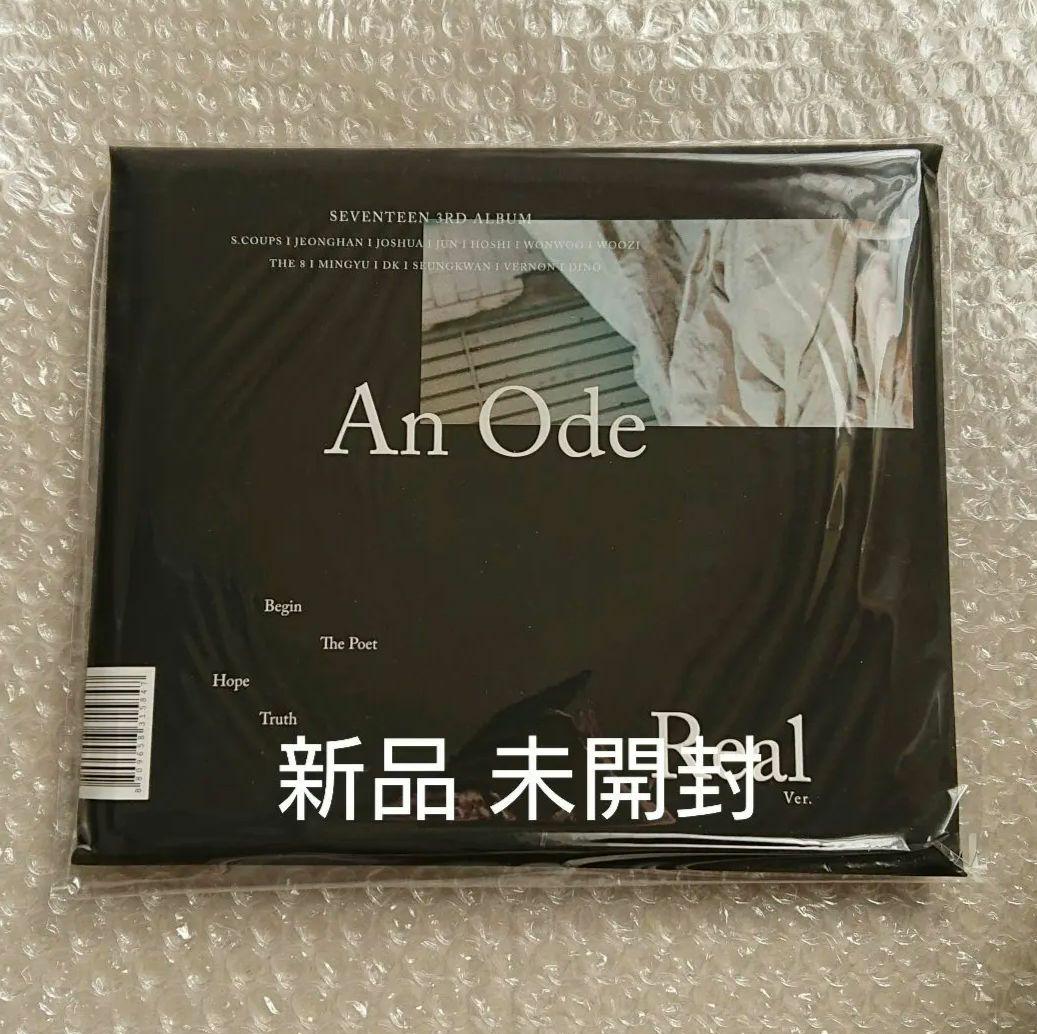 SEVENTEEN 3RD ALBUM
S.COUPS I JEONGHAN I JOSHUA I JUN I HOSHI I WONWOO I WOOZI
THE 8 I MINGYU I DK I SEUNGKWAN I VERNON I DINO
An Ode
Begin
The Poet
Hope
Truth
Real
新品 未開封
Ver.
8809658315847